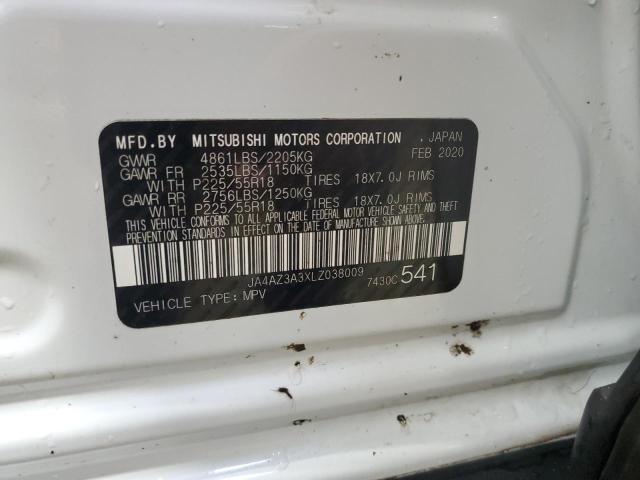 MFD.BY MITSUBISHI MOTORS CORPORATION . JAPAN
GVWR 4861LBS/2205KG FEB 2020
GAWR FR 2535LBS/1150KG
WITH P225/55R18 TIRES 18X7.0J RIMS
GAWR RR 2756LBS/1250KG
WITH P225/55R18 TIRES 18X7.0J RIMS
THIS VEHICLE CONFORMS TO ALL APPLICABLE FEDERAL MOTOR VEHICLE SAFETY AND THEFT
PREVENTION STANDARDS IN EFFECT ON THE DATE OF MANUFACTURE SHOWN ABOVE.
JA4AZ3A3XLZ038009 7430C 541
VEHICLE TYPE: MPV